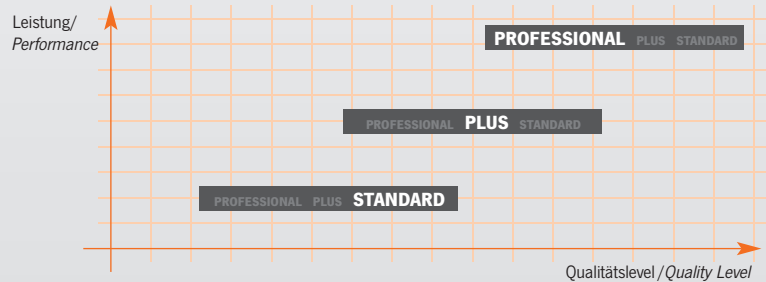 Leistung/
Performance
PROFESSIONAL PLUS STANDARD
PROFESSIONAL PLUS STANDARD
PROFESSIONAL PLUS STANDARD
Qualitätslevel / Quality Level